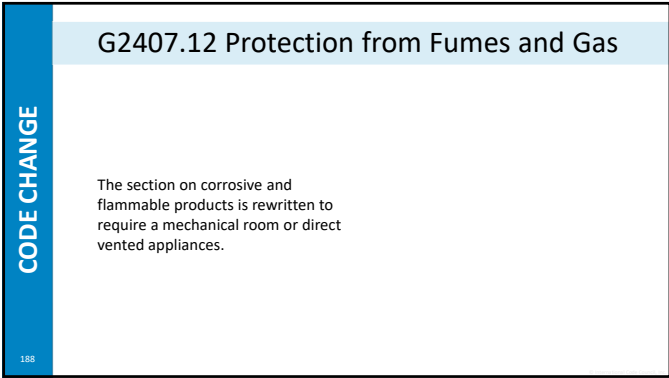 G2407.12 Protection from Fumes and Gas
CODE CHANGE
The section on corrosive and
flammable products is rewritten to
require a mechanical room or direct
vented appliances.
188